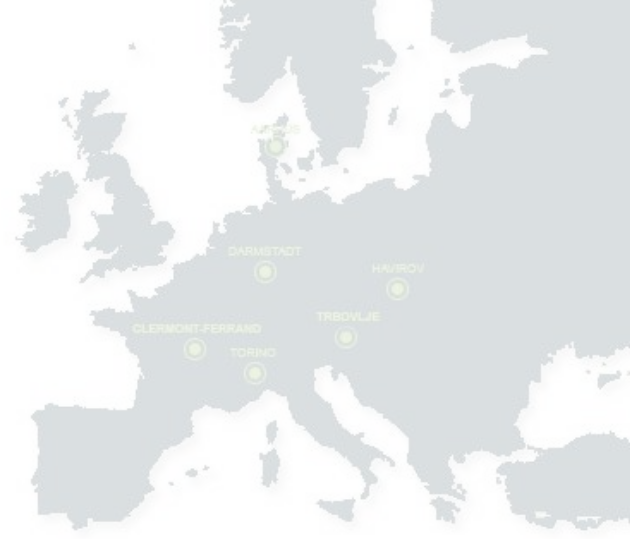 DARMSTADT
HAVIROV
TRBOVLJE
CLERMONT-FERRAND
TORINO